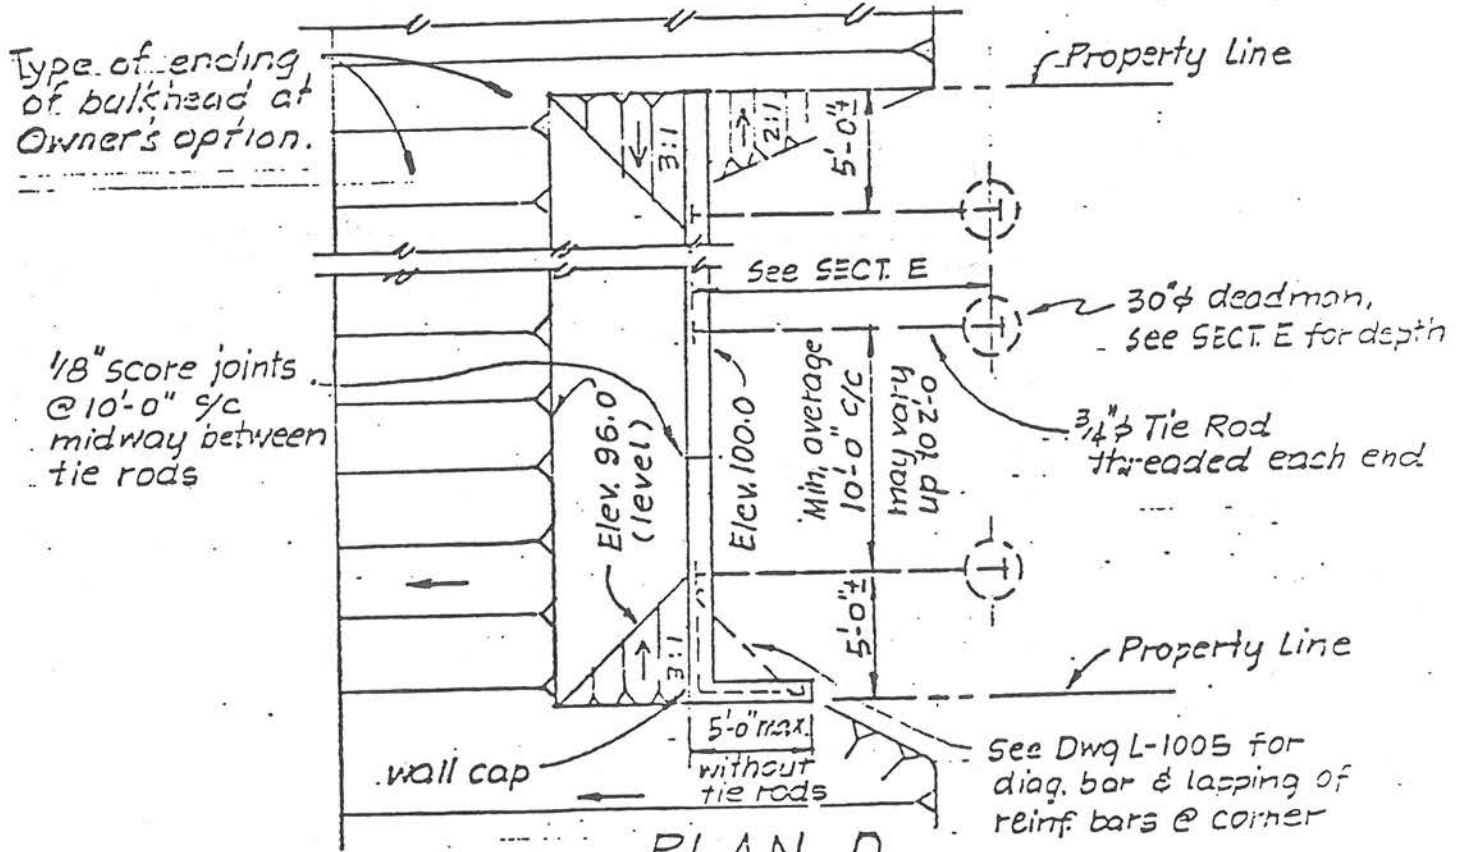 Type of ending
of bulkhead at
Owner's option.
Property Line
3:1
2:1
5'-0"±
See SECT. E
30"φ deadman,
see SECT. E for depth
1/8" score joints
@ 10'-0" c/c
midway between
tie rods
Elev. 96.0
(level)
Elev. 100.0
Min. average
10'-0" c/c
may vary
up to 2'-0
3/4"φ Tie Rod
threaded each end
5'-0"±
3:1
Property Line
wall cap
5'-0" max.
without
tie rods
See Dwg L-1005 for
diag. bar & lapping of
reinf. bars @ corner
PLAN D